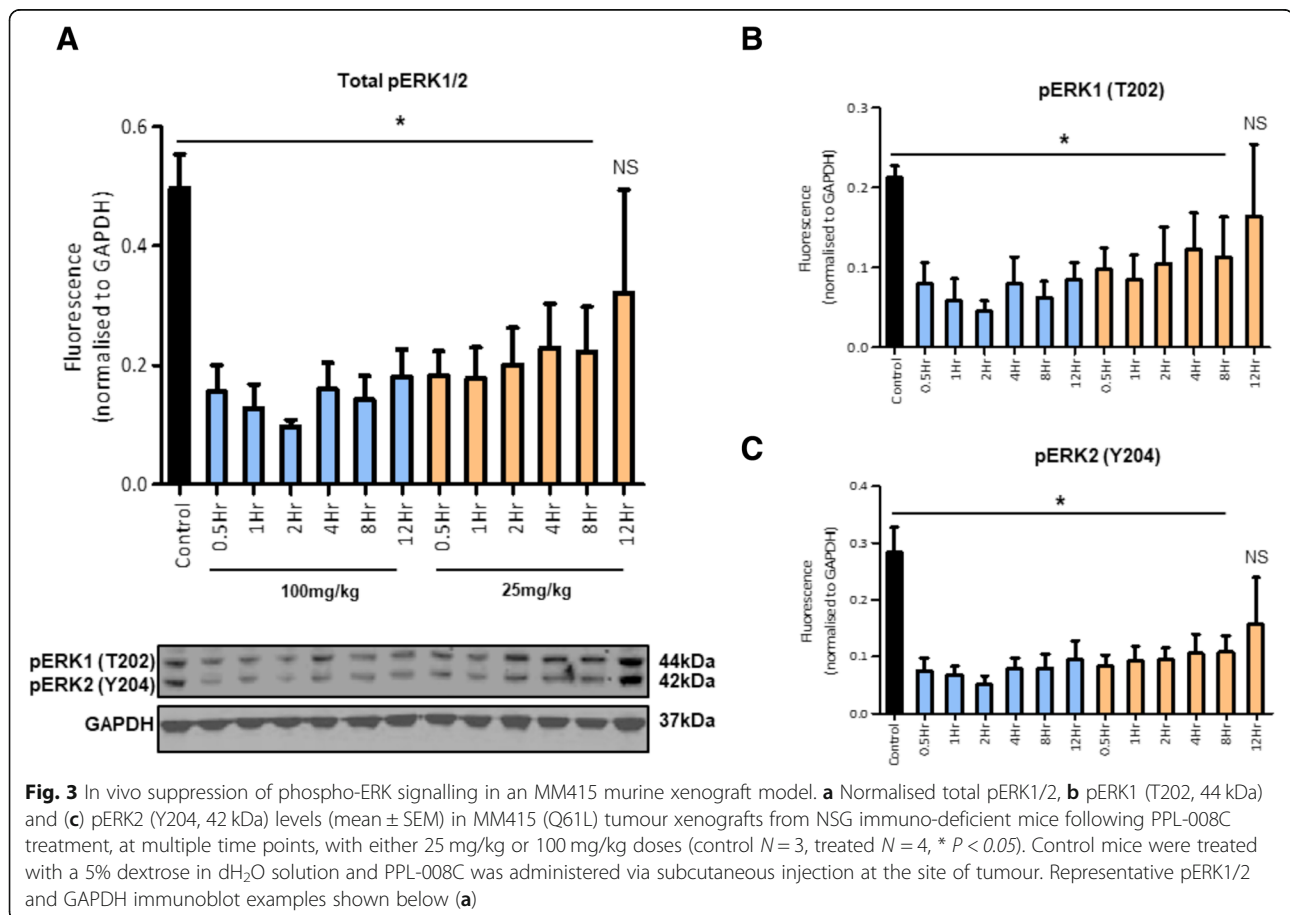 A
Total pERK1/2
Fluorescence
(normalised to GAPDH)
0.6
0.4
0.2
0.0
*
NS
Control
0.5Hr
1Hr
2Hr
4Hr
8Hr
12Hr
0.5Hr
1Hr
2Hr
4Hr
8Hr
12Hr
100mg/kg
25mg/kg
pERK1 (T202)
44kDa
pERK2 (Y204)
42kDa
GAPDH
37kDa
B
pERK1 (T202)
Fluorescence
(normalised to GAPDH)
0.3
0.2
0.1
0.0
*
NS
Control
0.5Hr
1Hr
2Hr
4Hr
8Hr
12Hr
0.5Hr
1Hr
2Hr
4Hr
8Hr
12Hr
C
pERK2 (Y204)
Fluorescence
(normalised to GAPDH)
0.4
0.3
0.2
0.1
0.0
*
NS
Control
0.5Hr
1Hr
2Hr
4Hr
8Hr
12Hr
0.5Hr
1Hr
2Hr
4Hr
8Hr
12Hr
Fig. 3 In vivo suppression of phospho-ERK signalling in an MM415 murine xenograft model. a Normalised total pERK1/2, b pERK1 (T202, 44 kDa)
and (c) pERK2 (Y204, 42 kDa) levels (mean ± SEM) in MM415 (Q61L) tumour xenografts from NSG immuno-deficient mice following PPL-008C
treatment, at multiple time points, with either 25 mg/kg or 100 mg/kg doses (control N = 3, treated N = 4, * P < 0.05). Control mice were treated
with a 5% dextrose in dH₂O solution and PPL-008C was administered via subcutaneous injection at the site of tumour. Representative pERK1/2
and GAPDH immunoblot examples shown below (a)